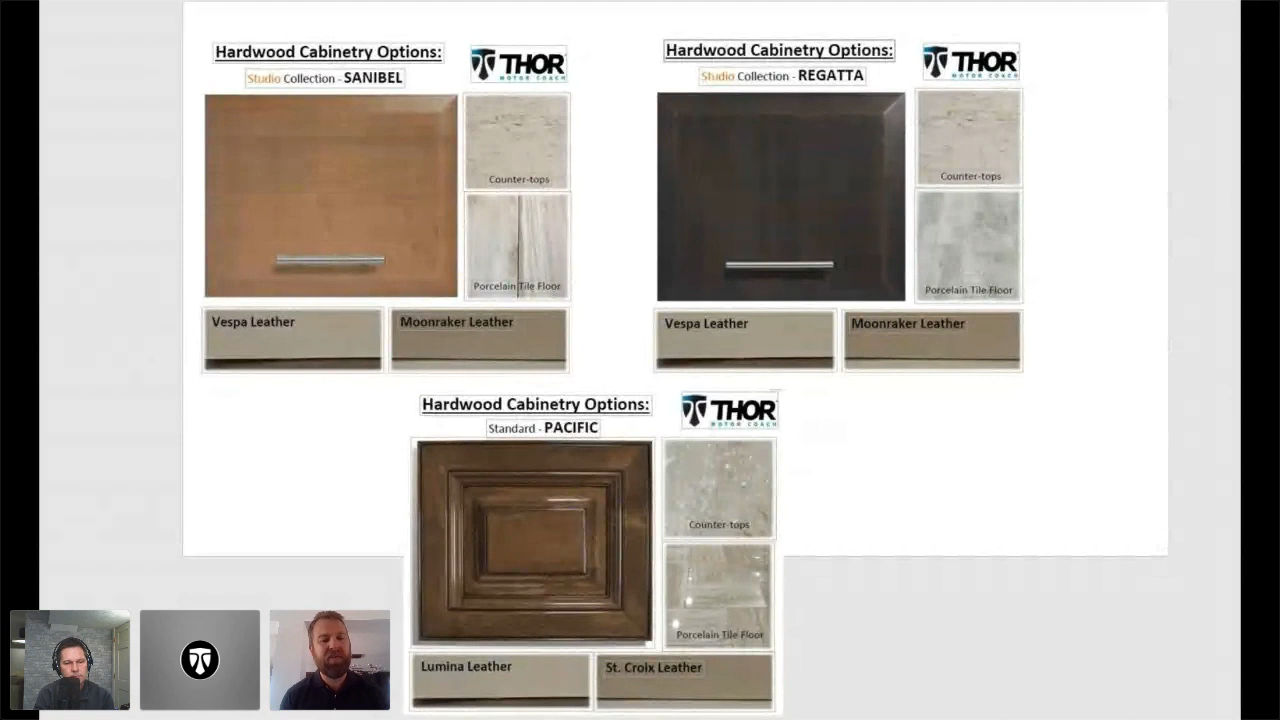 Hardwood Cabinetry Options:
Studio Collection - SANIBEL
THOR
MOTOR COACH
Counter-tops
Porcelain Tile Floor
Vespa Leather
Moonraker Leather
Hardwood Cabinetry Options:
Studio Collection - REGATTA
THOR
MOTOR COACH
Counter-tops
Porcelain Tile Floor
Vespa Leather
Moonraker Leather
Hardwood Cabinetry Options:
Standard - PACIFIC
THOR
MOTOR COACH
Counter-tops
Porcelain Tile Floor
Lumina Leather
St. Croix Leather